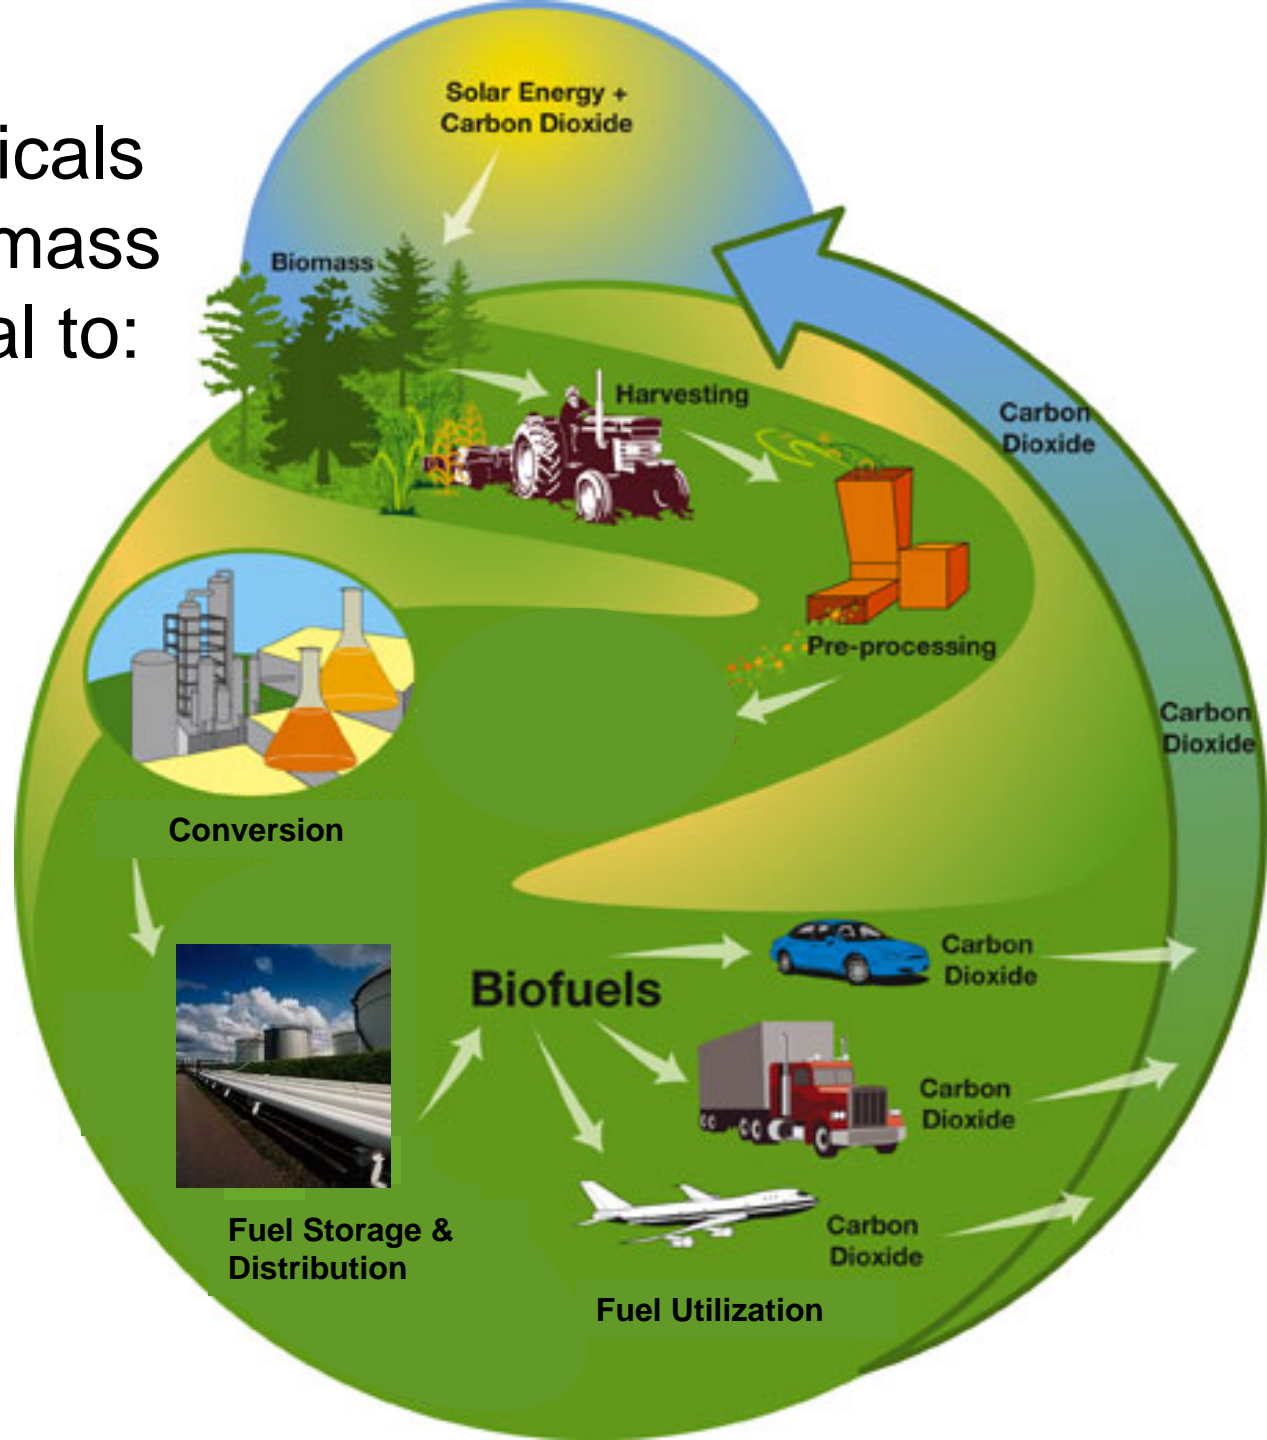 icals
mass
al to:
Solar Energy +
Carbon Dioxide
Biomass
Harvesting
Carbon
Dioxide
Pre-processing
Carbon
Dioxide
Conversion
Biofuels
Carbon
Dioxide
Carbon
Dioxide
Carbon
Dioxide
Fuel Storage &
Distribution
Fuel Utilization